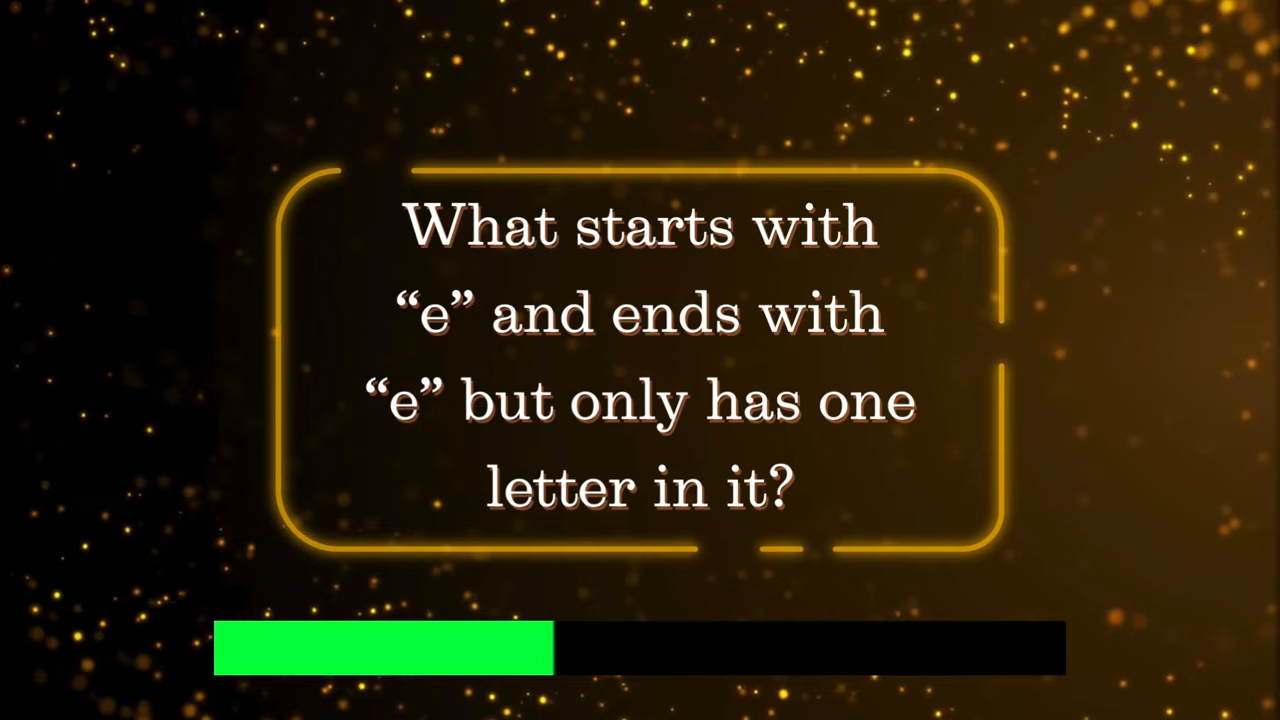 What starts with
“e” and ends with
“e” but only has one
letter in it?